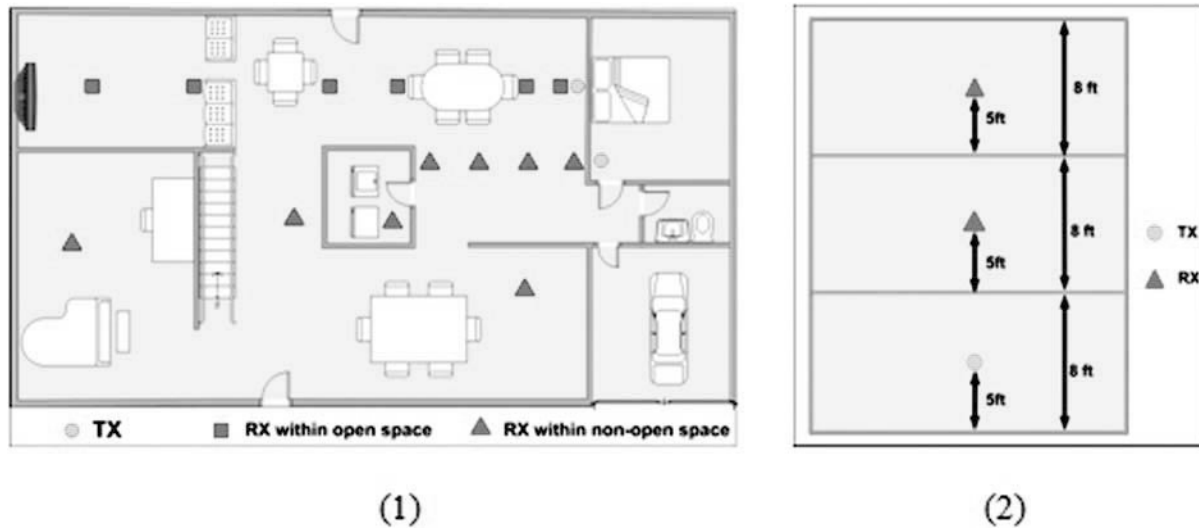 8 ft
5ft
8 ft
5ft
TX
RX
8 ft
5ft
TX RX within open space RX within non-open space
(1) (2)